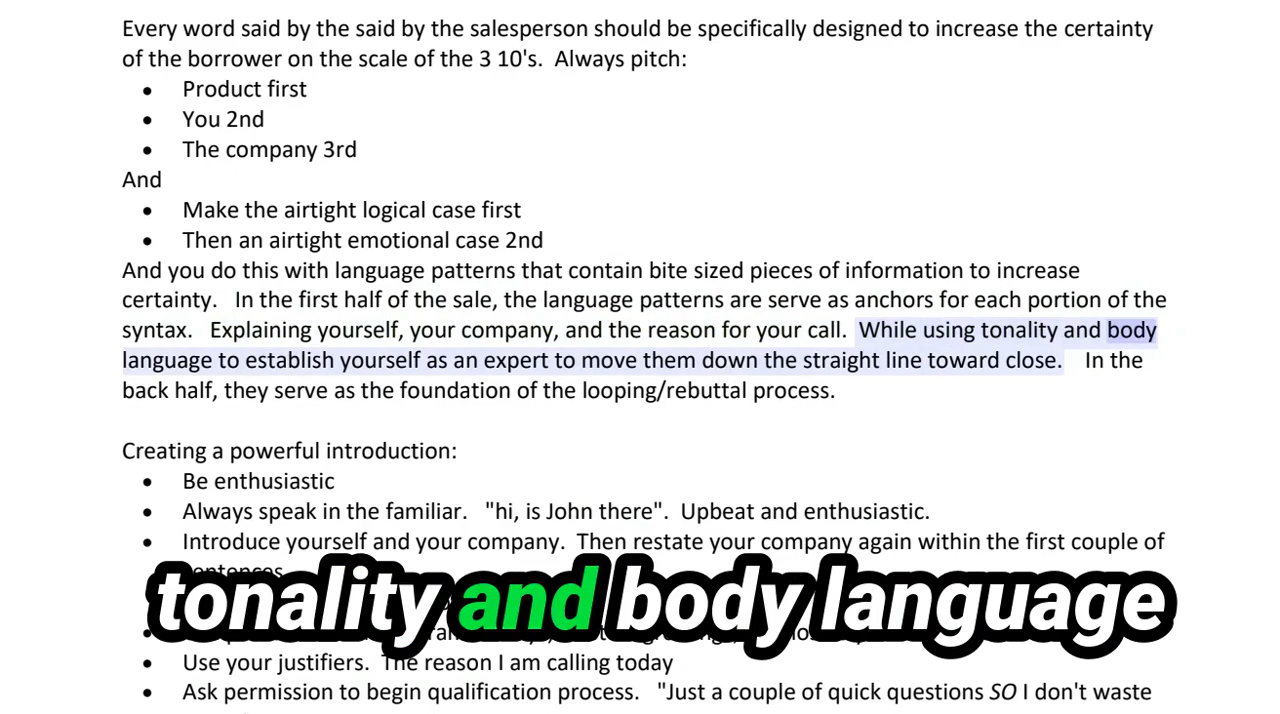 Every word said by the said by the salesperson should be specifically designed to increase the certainty
of the borrower on the scale of the 3 10's.  Always pitch:
• Product first
• You 2nd
• The company 3rd
And
• Make the airtight logical case first
• Then an airtight emotional case 2nd
And you do this with language patterns that contain bite sized pieces of information to increase
certainty.   In the first half of the sale, the language patterns are serve as anchors for each portion of the
syntax.   Explaining yourself, your company, and the reason for your call.  While using tonality and body
language to establish yourself as an expert to move them down the straight line toward close.    In the
back half, they serve as the foundation of the looping/rebuttal process.
Creating a powerful introduction:
• Be enthusiastic
• Always speak in the familiar.   "hi, is John there".  Upbeat and enthusiastic.
• Introduce yourself and your company.  Then restate your company again within the first couple of
sentences
tonality and body language
• Use your justifiers.  The reason I am calling today
• Ask permission to begin qualification process.  "Just a couple of quick questions SO I don't waste